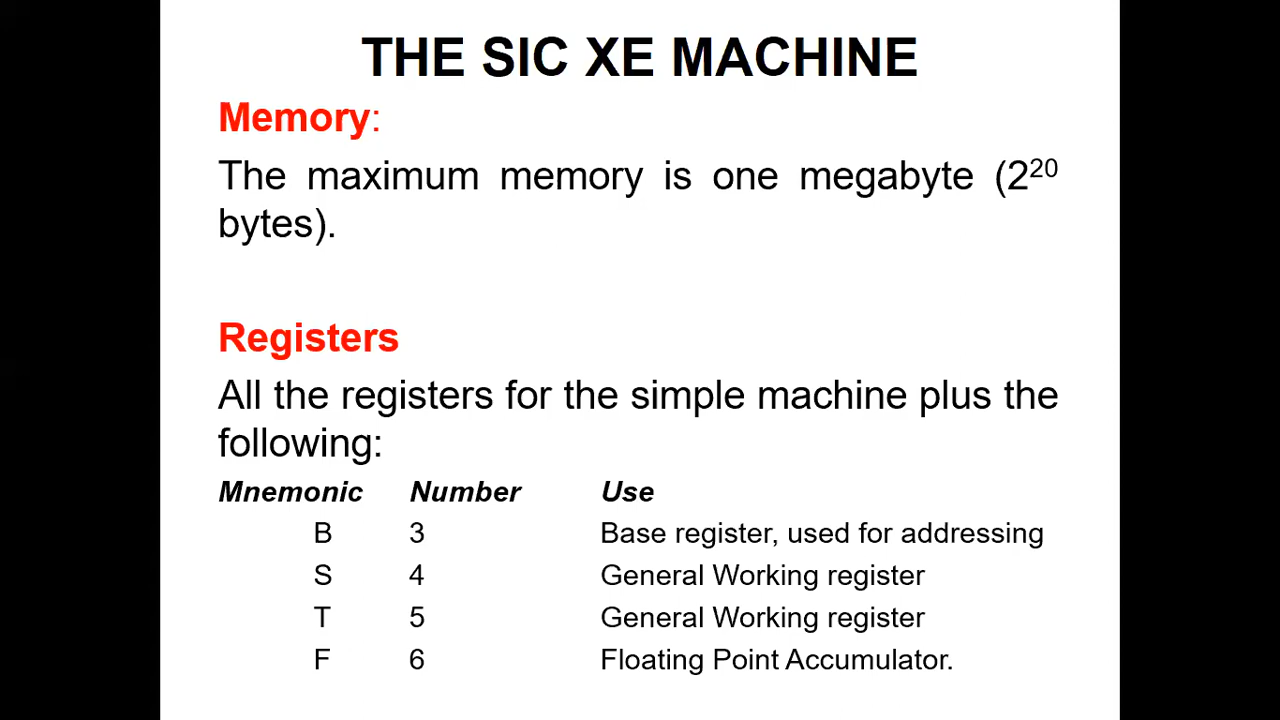 THE SIC XE MACHINE
Memory:
The maximum memory is one megabyte (2²⁰
bytes).
Registers
All the registers for the simple machine plus the
following:
Mnemonic Number Use
B 3 Base register, used for addressing
S 4 General Working register
T 5 General Working register
F 6 Floating Point Accumulator.